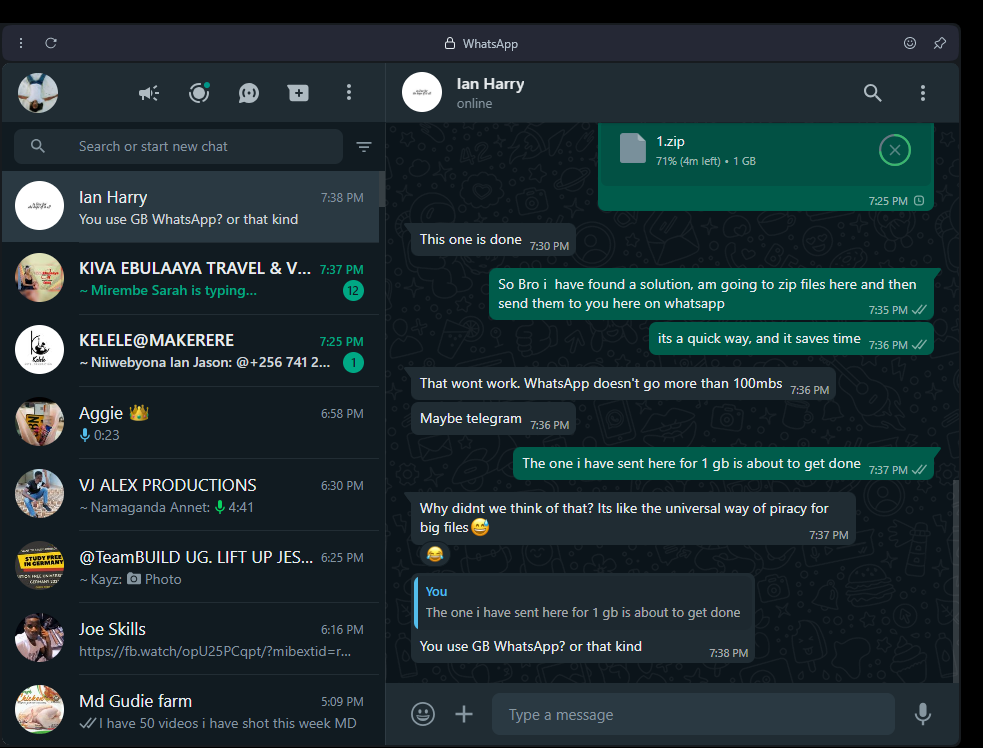 WhatsApp
Search or start new chat
Ian Harry
7:38 PM
You use GB WhatsApp? or that kind
KIVA EBULAAYA TRAVEL & V...
7:37 PM
~ Mirembe Sarah is typing...
12
KELELE@MAKERERE
7:25 PM
~ Niiwebyona Ian Jason: @+256 741 2...
1
Aggie 👑
6:58 PM
0:23
VJ ALEX PRODUCTIONS
6:30 PM
~ Namaganda Annet: 4:41
@TeamBUILD UG. LIFT UP JES...
6:25 PM
~ Kayz: Photo
STUDY FREE
IN GERMANY
Joe Skills
6:16 PM
https://fb.watch/opU25PCqpt/?mibextid=r...
Md Gudie farm
5:09 PM
I have 50 videos i have shot this week MD
Ian Harry
online
1.zip
71% (4m left) • 1 GB
7:25 PM
This one is done
7:30 PM
So Bro i  have found a solution, am going to zip files here and then
send them to you here on whatsapp
7:35 PM
its a quick way, and it saves time
7:36 PM
That wont work. WhatsApp doesn't go more than 100mbs
7:36 PM
Maybe telegram
7:36 PM
The one i have sent here for 1 gb is about to get done
7:37 PM
Why didnt we think of that? Its like the universal way of piracy for
big files😅
7:37 PM
😂
You
The one i have sent here for 1 gb is about to get done
You use GB WhatsApp? or that kind
7:38 PM
Type a message